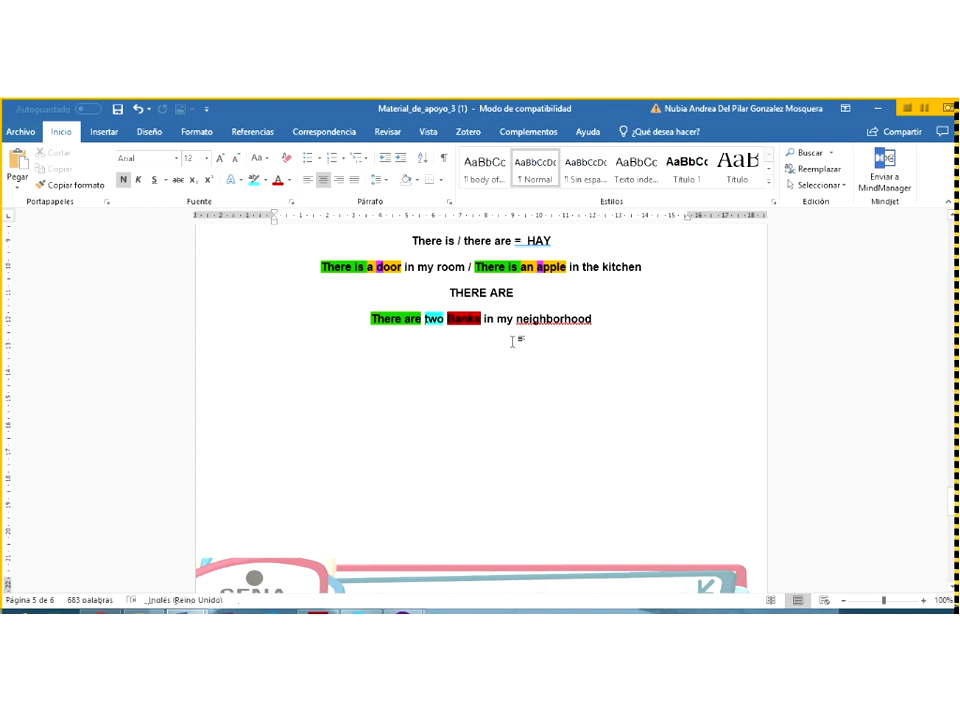 Autoguardado
Material_de_apoyo_3 (1) - Modo de compatibilidad
Nubia Andrea Del Pilar Gonzalez Mosquera
Archivo Inicio Insertar Diseño Formato Referencias Correspondencia Revisar Vista Zotero Complementos Ayuda ¿Qué desea hacer? Compartir
Pegar
Cortar
Copiar
Copiar formato
Portapapeles
Arial 12
N K S abc x₂ x²
Fuente
Párrafo
AaBbCc AaBbCcDc AaBbCcDc AaBbCc AaBbCc AaB
¶ body of... ¶ Normal ¶ Sin espa... Texto inde... Título 1 Título
Estilos
Buscar
Reemplazar
Seleccionar
Edición
Enviar a
MindManager
Mindjet
There is / there are = HAY
There is a door in my room / There is an apple in the kitchen
THERE ARE
There are two Banks in my neighborhood
SENA
Página 5 de 6 683 palabras Inglés (Reino Unido) 100%